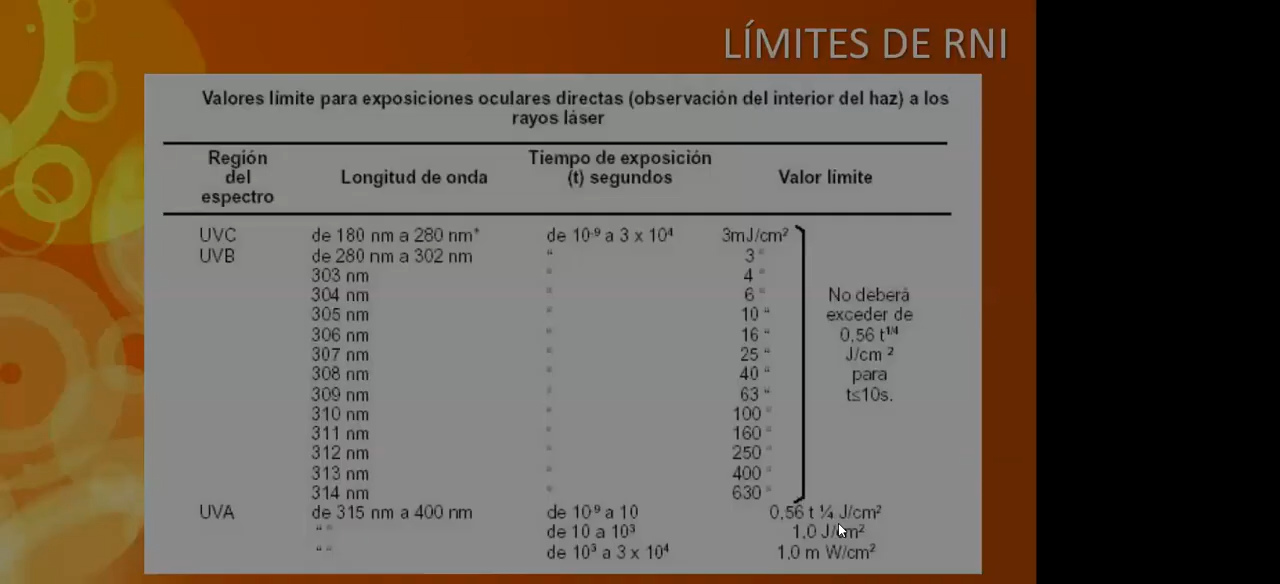 LÍMITES DE RNI
Valores límite para exposiciones oculares directas (observación del interior del haz) a los
rayos láser
Región del espectro Longitud de onda Tiempo de exposición (t) segundos Valor límite
UVC de 180 nm a 280 nm* de 10⁻⁹ a 3 x 10⁴ 3mJ/cm²
UVB de 280 nm a 302 nm “ 3 “
303 nm “ 4 “
304 nm “ 6 “
305 nm “ 10 “
306 nm “ 16 “
307 nm “ 25 “
308 nm “ 40 “
309 nm “ 63 “
310 nm “ 100 “
311 nm “ 160 “
312 nm “ 250 “
313 nm “ 400 “
314 nm “ 630 “
No deberá
exceder de
0,56 t¹/⁴
J/cm ²
para
t≤10s.
UVA de 315 nm a 400 nm de 10⁻⁹ a 10 0,56 t ¼ J/cm²
“ “ de 10 a 10³ 1,0 J/cm²
“ “ de 10³ a 3 x 10⁴ 1,0 m W/cm²